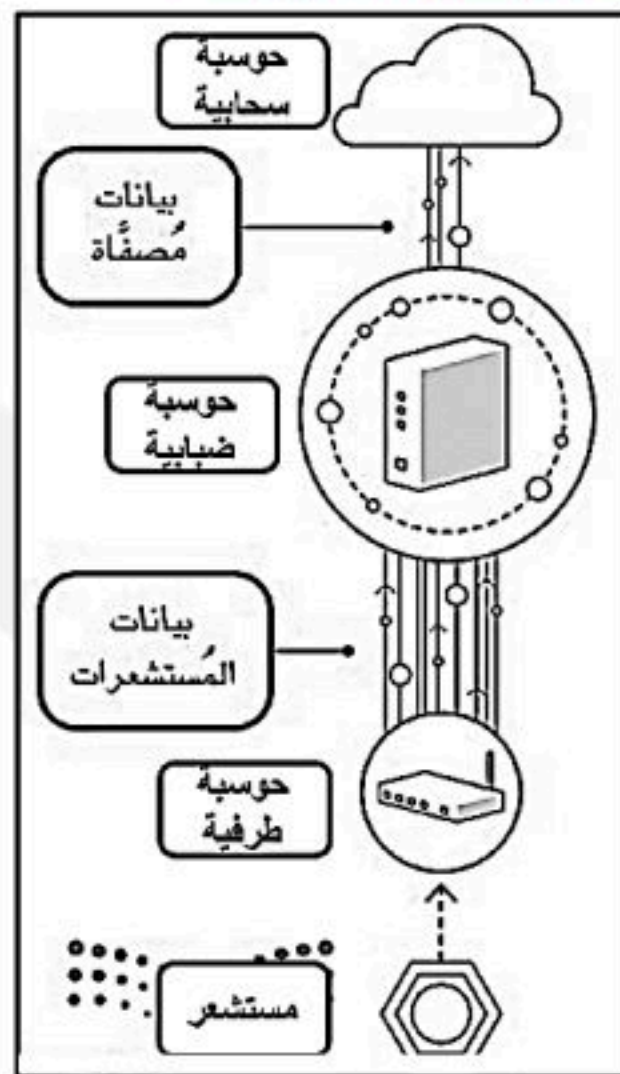 حوسبة
سحابية
بيانات
مُصفَّاة
حوسبة
ضبابية
بيانات
المُستشعرات
حوسبة
طرفية
مستشعر